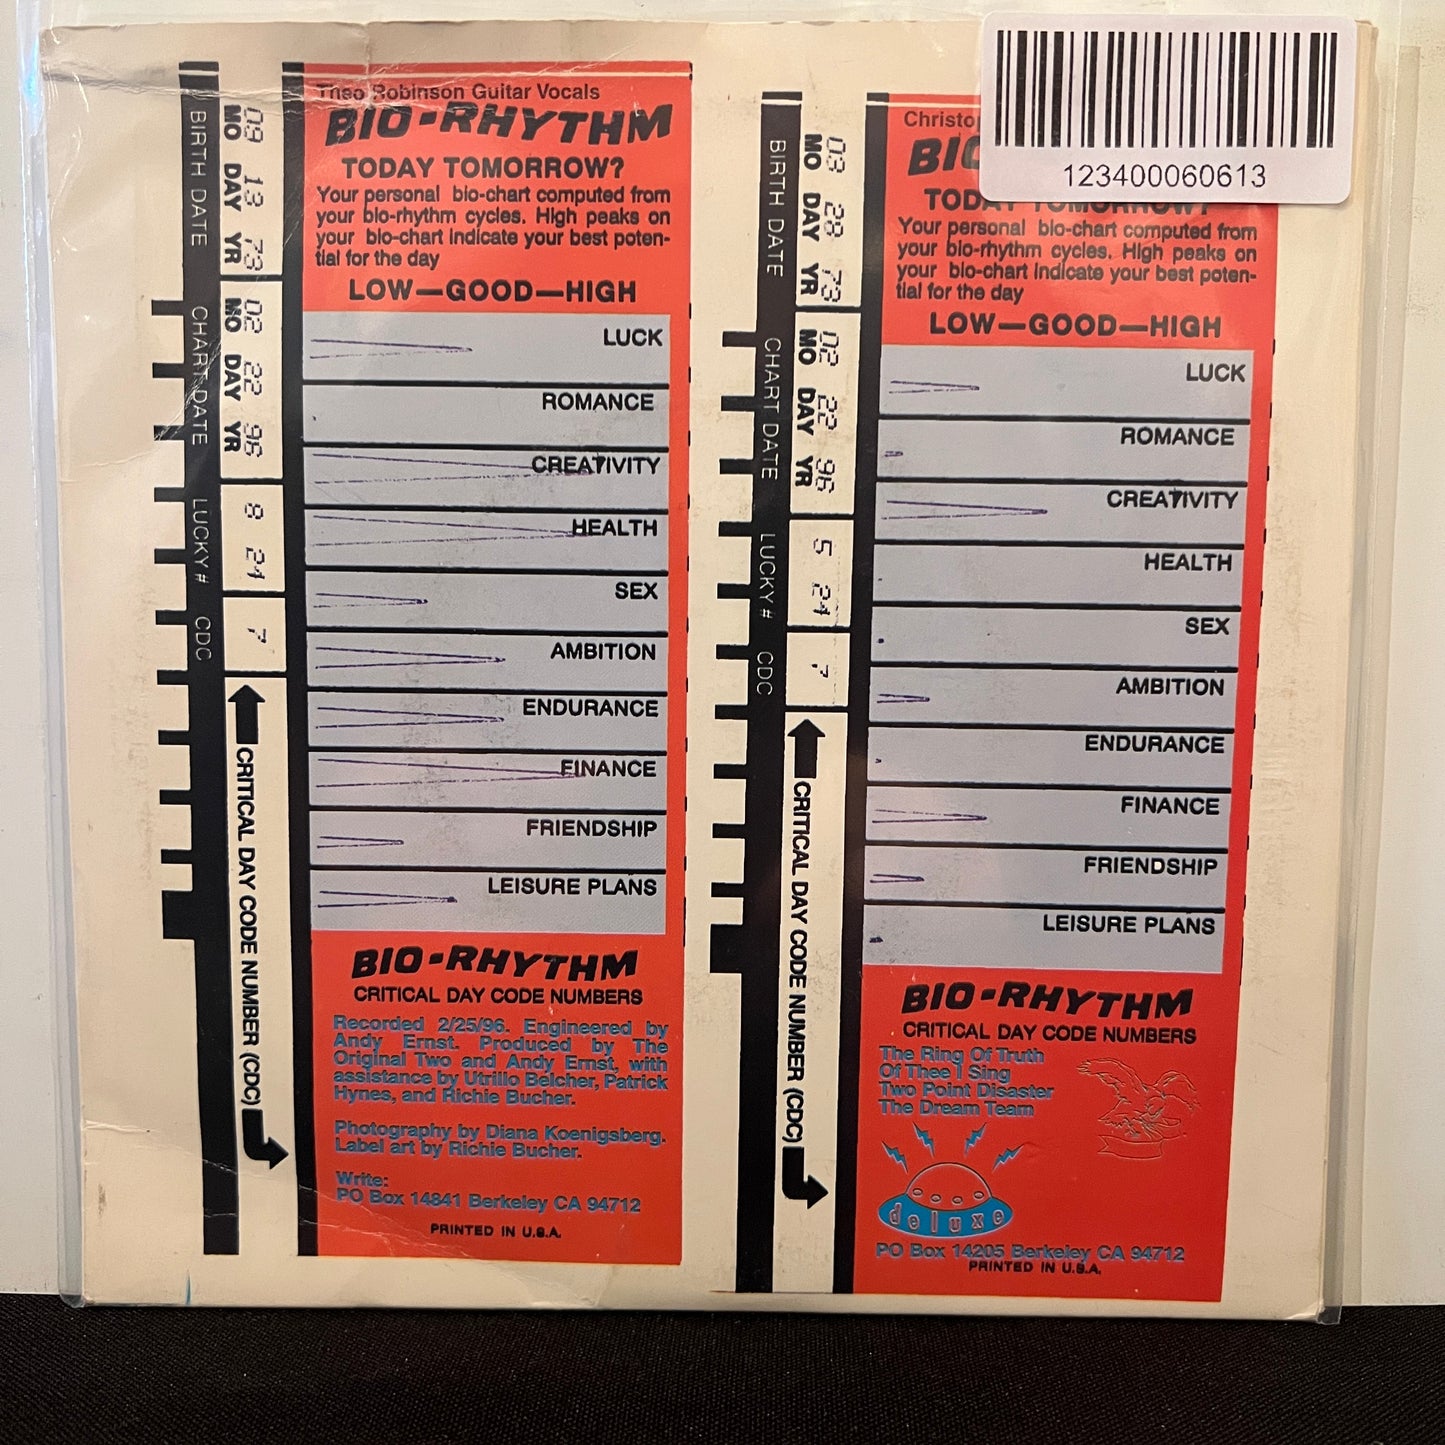 Theo Robinson Guitar Vocals
BIO-RHYTHM
TODAY TOMORROW?
Your personal bio-chart computed from
your bio-rhythm cycles. High peaks on
your bio-chart indicate your best poten-
tial for the day
LOW—GOOD—HIGH
LUCK
ROMANCE
CREATIVITY
HEALTH
SEX
AMBITION
ENDURANCE
FINANCE
FRIENDSHIP
LEISURE PLANS
BIO-RHYTHM
CRITICAL DAY CODE NUMBERS
Recorded 2/25/96. Engineered by
Andy Ernst. Produced by The
Original Two and Andy Ernst, with
assistance by Utrillo Belcher, Patrick
Hynes, and Richie Bucher.
Photography by Diana Koenigsberg.
Label art by Richie Bucher.
Write:
PO Box 14841 Berkeley CA 94712
PRINTED IN U.S.A.
09 13 73
MO DAY YR
BIRTH DATE
02 22 96
MO DAY YR
CHART DATE
8 24
LUCKY#
7
CDC
CRITICAL DAY CODE NUMBER (CDC)
123400060613
Christop
TODAY TOMORROW?
Your personal bio-chart computed from
your bio-rhythm cycles. High peaks on
your bio-chart indicate your best poten-
tial for the day
LOW—GOOD—HIGH
LUCK
ROMANCE
CREATIVITY
HEALTH
SEX
AMBITION
ENDURANCE
FINANCE
FRIENDSHIP
LEISURE PLANS
BIO-RHYTHM
CRITICAL DAY CODE NUMBERS
The Ring Of Truth
Of Thee I Sing
Two Point Disaster
The Dream Team
deluxe
PO Box 14205 Berkeley CA 94712
PRINTED IN U.S.A.
03 28 73
MO DAY YR
BIRTH DATE
02 22 96
MO DAY YR
CHART DATE
5 24
LUCKY#
7
CDC
CRITICAL DAY CODE NUMBER (CDC)